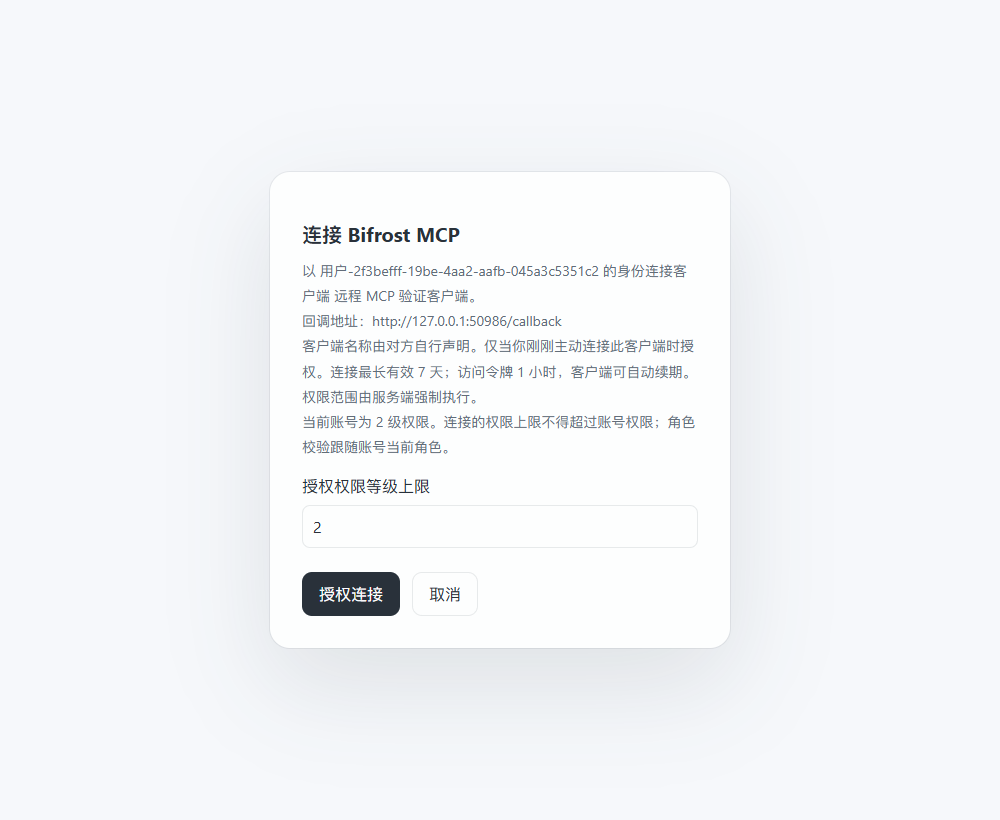 连接 Bifrost MCP
以 用户-2f3befff-19be-4aa2-aafb-045a3c5351c2 的身份连接客
户端 远程 MCP 验证客户端。
回调地址：http://127.0.0.1:50986/callback
客户端名称由对方自行声明。仅当你刚刚主动连接此客户端时授
权。连接最长有效 7 天；访问令牌 1 小时，客户端可自动续期。
权限范围由服务端强制执行。
当前账号为 2 级权限。连接的权限上限不得超过账号权限；角色
校验跟随账号当前角色。
授权权限等级上限
2
授权连接 取消